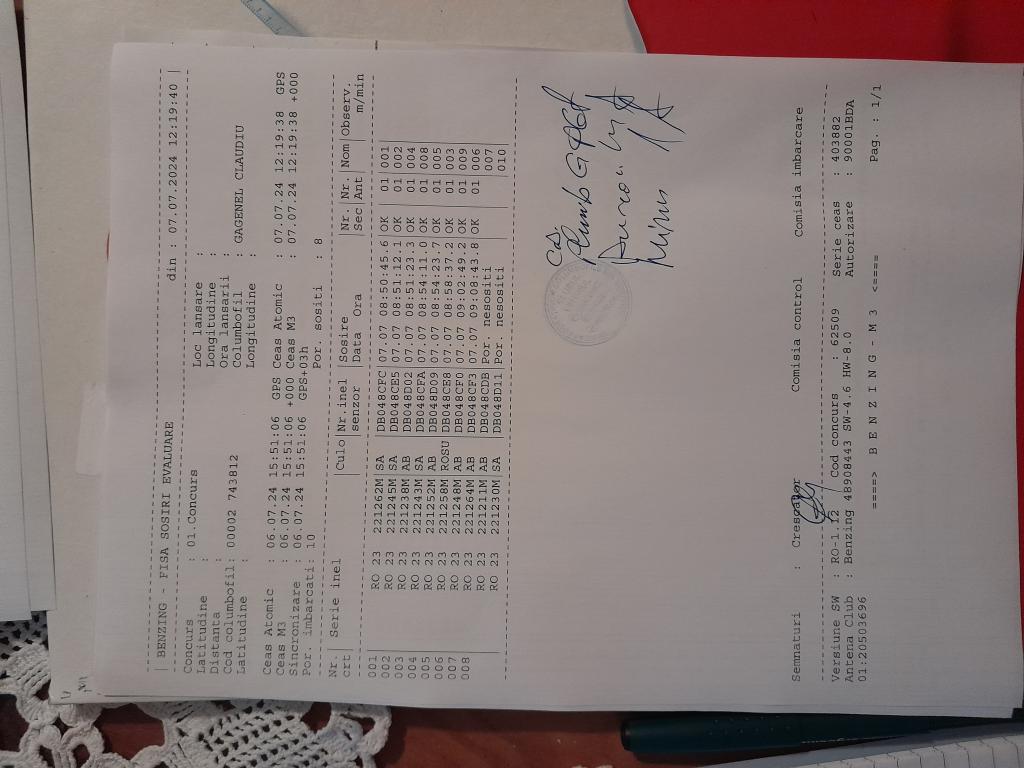 | BENZING - FISA SOSIRI EVALUARE din : 07.07.2024 12:19:40 |
Concurs : 01.Concurs Loc lansare :
Latitudine : Longitudine :
Distanta : Ora lansarii :
Cod columbofil: 00002 743812 Columbofil : GAGENEL CLAUDIU
Latitudine : Longitudine :
Ceas Atomic : 06.07.24 15:51:06 GPS Ceas Atomic : 07.07.24 12:19:38 GPS
Ceas M3 : 06.07.24 15:51:06 +000 Ceas M3 : 07.07.24 12:19:38 +000
Sincronizare : 06.07.24 15:51:06 GPS+03h
Por. imbarcati: 10 Por. sositi : 8
Nr | Serie inel |Culo|Nr.inel |Sosire |Nr |Nr |Nom|Observ.
crt| | |senzor |Data Ora |Sec|Ant| | m/min
001 | RO 23 221262M|SA |DB048CFC|07.07 08:50:45.6|OK | 01|001|
002 | RO 23 221245M|SA |DB048CE5|07.07 08:51:12.1|OK | 01|002|
003 | RO 23 221238M|AB |DB048D02|07.07 08:51:23.3|OK | 01|004|
004 | RO 23 221243M|SA |DB048CFA|07.07 08:54:11.0|OK | 01|008|
005 | RO 23 221252M|AB |DB048D09|07.07 08:54:23.7|OK | 01|005|
006 | RO 23 221258M|ROSU|DB048CE8|07.07 08:58:37.2|OK | 01|003|
007 | RO 23 221248M|AB |DB048CF0|07.07 09:02:49.2|OK | 01|009|
008 | RO 23 221264M|AB |DB048CF3|07.07 09:08:43.8|OK | 01|006|
RO 23 221211M|AB |DB048CDB|Por. nesositi |007|
RO 23 221230M|SA |DB048D11|Por. nesositi |010|
Semnaturi : Crescator Comisia control Comisia imbarcare
Versiune SW : RO-1.12 Cod concurs : 62509 Serie ceas : 403882
Antena Club : Benzing 48908443 SW-4.6 HW-8.0 Autorizare : 90001BDA
01:20503696
====> B E N Z I N G - M 3 <==== Pag. : 1/1